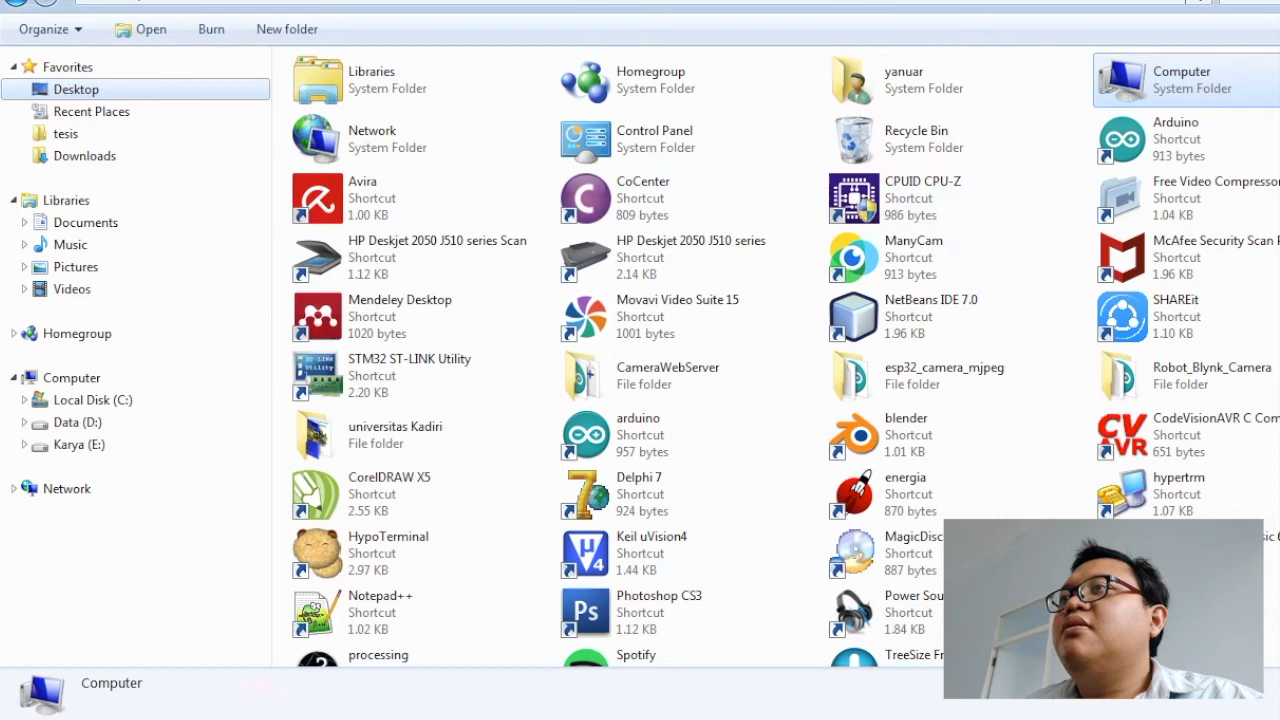 Organize
Open
Burn
New folder
Favorites
Desktop
Recent Places
tesis
Downloads
Libraries
Documents
Music
Pictures
Videos
Homegroup
Computer
Local Disk (C:)
Data (D:)
Karya (E:)
Network
Libraries
System Folder
Homegroup
System Folder
yanuar
System Folder
Computer
System Folder
Network
System Folder
Control Panel
System Folder
Recycle Bin
System Folder
Arduino
Shortcut
913 bytes
Avira
Shortcut
1.00 KB
CoCenter
Shortcut
809 bytes
CPUID CPU-Z
Shortcut
986 bytes
Free Video Compressor
Shortcut
1.04 KB
HP Deskjet 2050 J510 series Scan
Shortcut
1.12 KB
HP Deskjet 2050 J510 series
Shortcut
2.14 KB
ManyCam
Shortcut
913 bytes
McAfee Security Scan P
Shortcut
1.96 KB
Mendeley Desktop
Shortcut
1020 bytes
Movavi Video Suite 15
Shortcut
1001 bytes
NetBeans IDE 7.0
Shortcut
1.96 KB
SHAREit
Shortcut
1.10 KB
ST-LINK
Utility
STM32 ST-LINK Utility
Shortcut
2.20 KB
CameraWebServer
File folder
esp32_camera_mjpeg
File folder
Robot_Blynk_Camera
File folder
universitas Kadiri
File folder
arduino
Shortcut
957 bytes
blender
Shortcut
1.01 KB
CV
AVR
CodeVisionAVR C Com
Shortcut
651 bytes
CorelDRAW X5
Shortcut
2.55 KB
7
Delphi 7
Shortcut
924 bytes
energia
Shortcut
870 bytes
hypertrm
Shortcut
1.07 KB
HypoTerminal
Shortcut
2.97 KB
µ
V4
Keil uVision4
Shortcut
1.44 KB
MagicDisc
Shortcut
887 bytes
Notepad++
Shortcut
1.02 KB
Ps
Photoshop CS3
Shortcut
1.12 KB
Power Sou
Shortcut
1.84 KB
processing
Spotify
TreeSize Fr
Computer